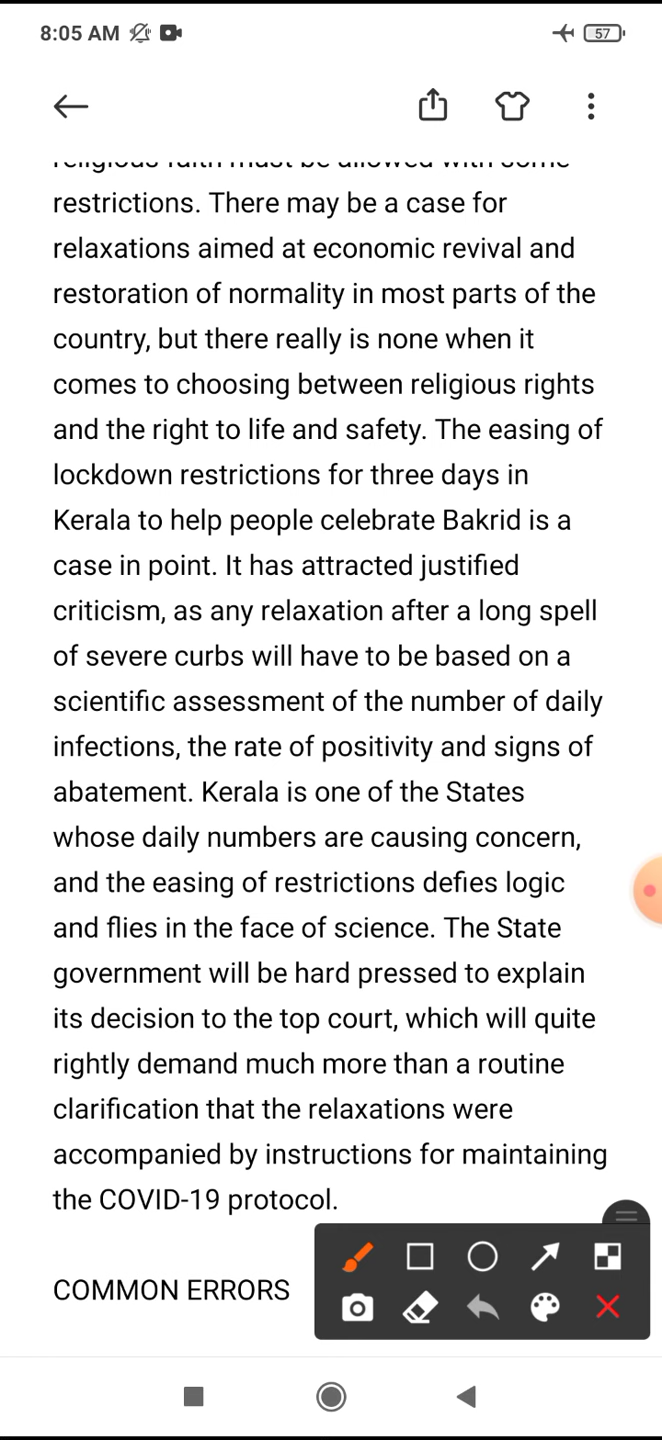 8:05 AM
57
religious faith must be allowed with some
restrictions. There may be a case for
relaxations aimed at economic revival and
restoration of normality in most parts of the
country, but there really is none when it
comes to choosing between religious rights
and the right to life and safety. The easing of
lockdown restrictions for three days in
Kerala to help people celebrate Bakrid is a
case in point. It has attracted justified
criticism, as any relaxation after a long spell
of severe curbs will have to be based on a
scientific assessment of the number of daily
infections, the rate of positivity and signs of
abatement. Kerala is one of the States
whose daily numbers are causing concern,
and the easing of restrictions defies logic
and flies in the face of science. The State
government will be hard pressed to explain
its decision to the top court, which will quite
rightly demand much more than a routine
clarification that the relaxations were
accompanied by instructions for maintaining
the COVID-19 protocol.
COMMON ERRORS